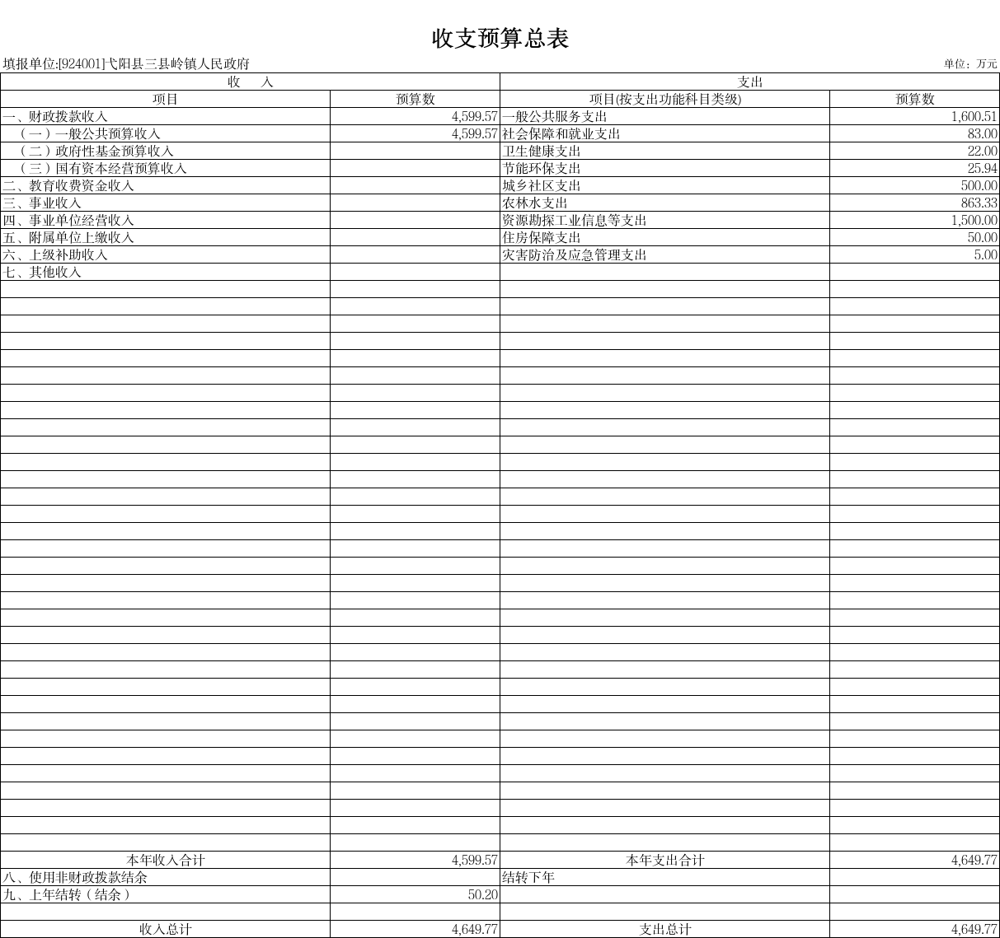 收支预算总表
填报单位:[924001]弋阳县三县岭镇人民政府 单位：万元
收 入 支出
项目 预算数 项目(按支出功能科目类级) 预算数
一、财政拨款收入 4,599.57 一般公共服务支出 1,600.51
（一）一般公共预算收入 4,599.57 社会保障和就业支出 83.00
（二）政府性基金预算收入 卫生健康支出 22.00
（三）国有资本经营预算收入 节能环保支出 25.94
二、教育收费资金收入 城乡社区支出 500.00
三、事业收入 农林水支出 863.33
四、事业单位经营收入 资源勘探工业信息等支出 1,500.00
五、附属单位上缴收入 住房保障支出 50.00
六、上级补助收入 灾害防治及应急管理支出 5.00
七、其他收入
本年收入合计 4,599.57 本年支出合计 4,649.77
八、使用非财政拨款结余 结转下年
九、上年结转（结余） 50.20
收入总计 4,649.77 支出总计 4,649.77